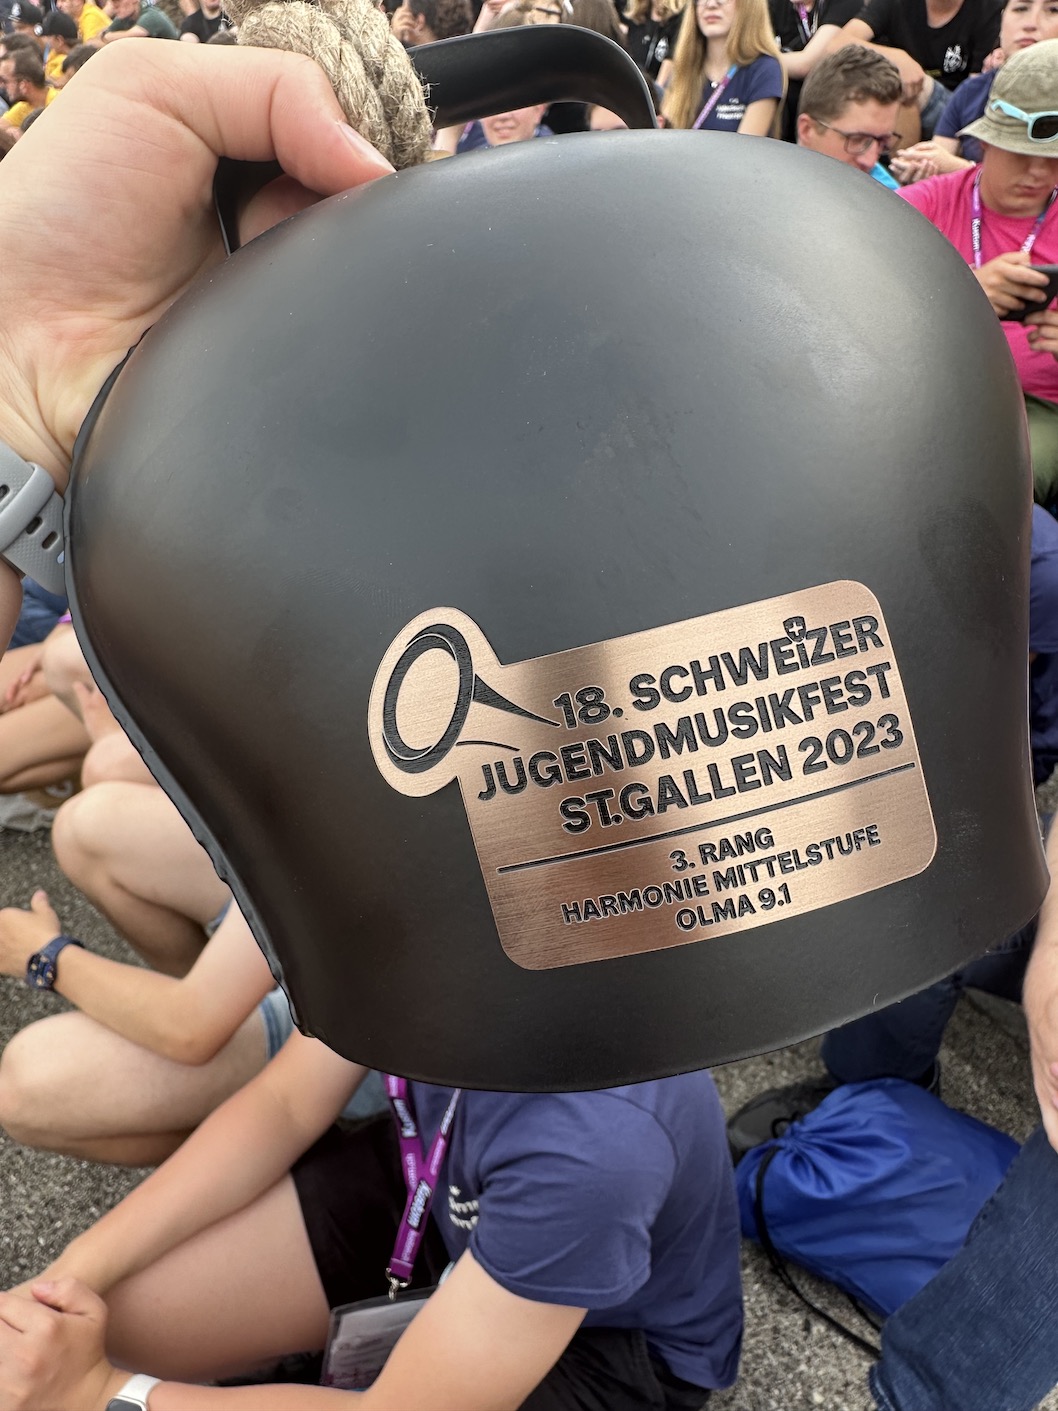 18. SCHWEIZER
JUGENDMUSIKFEST
ST.GALLEN 2023
3. RANG
HARMONIE MITTELSTUFE
OLMA 9.1